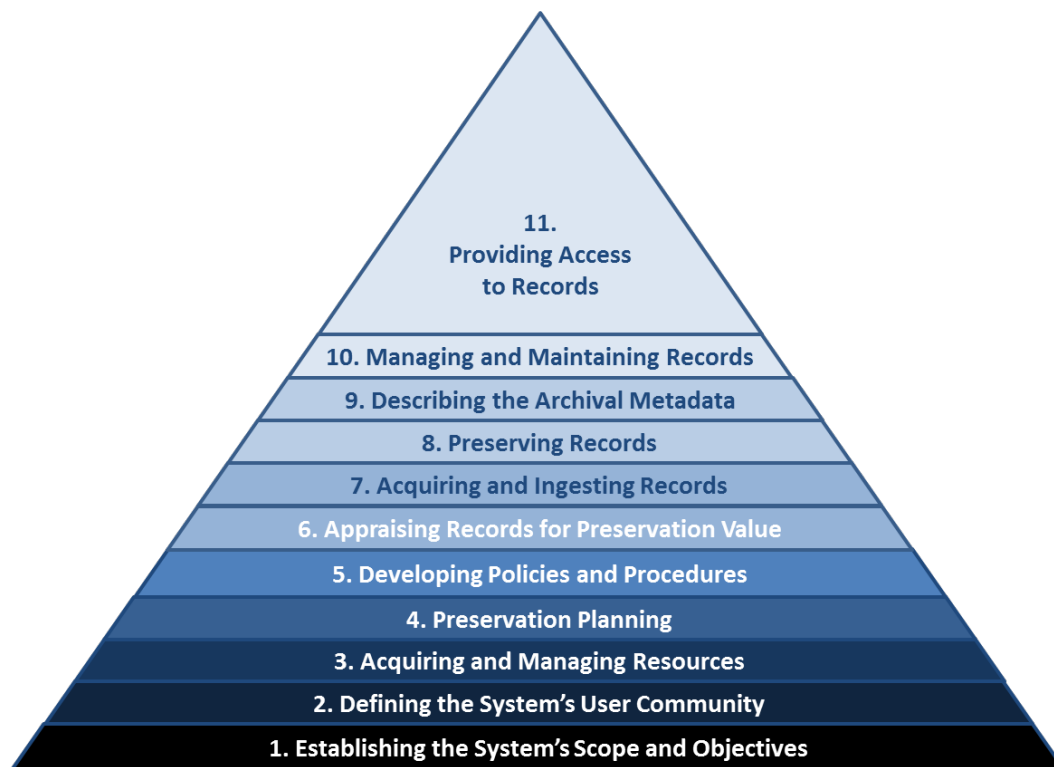 11.
Providing Access
to Records
10. Managing and Maintaining Records
9. Describing the Archival Metadata
8. Preserving Records
7. Acquiring and Ingesting Records
6. Appraising Records for Preservation Value
5. Developing Policies and Procedures
4. Preservation Planning
3. Acquiring and Managing Resources
2. Defining the System’s User Community
1. Establishing the System’s Scope and Objectives